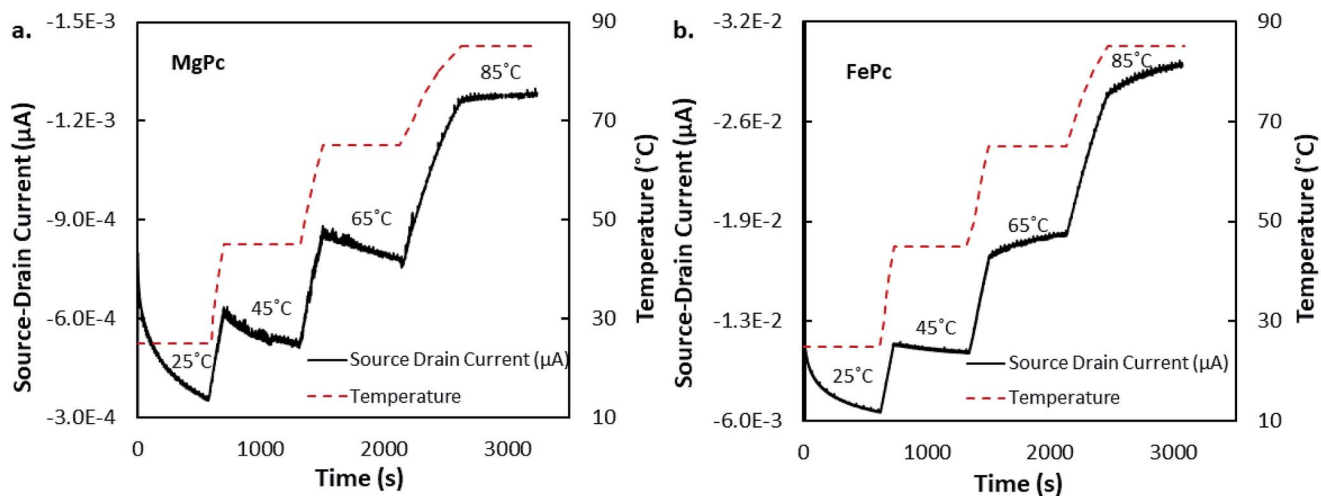 a.
MgPc
Source-Drain Current (µA)
-1.5E-3
-1.2E-3
-9.0E-4
-6.0E-4
-3.0E-4
25˚C
45˚C
65˚C
85˚C
Source Drain Current (µA)
Temperature
90
70
50
30
10
Temperature (˚C)
0
1000
2000
3000
Time (s)
b.
FePc
Source-Drain Current (µA)
-3.2E-2
-2.6E-2
-1.9E-2
-1.3E-2
-6.0E-3
25˚C
45˚C
65˚C
85˚C
Source Drain Current (µA)
Temperature
90
70
50
30
10
Temperature (˚C)
0
1000
2000
3000
Time (s)